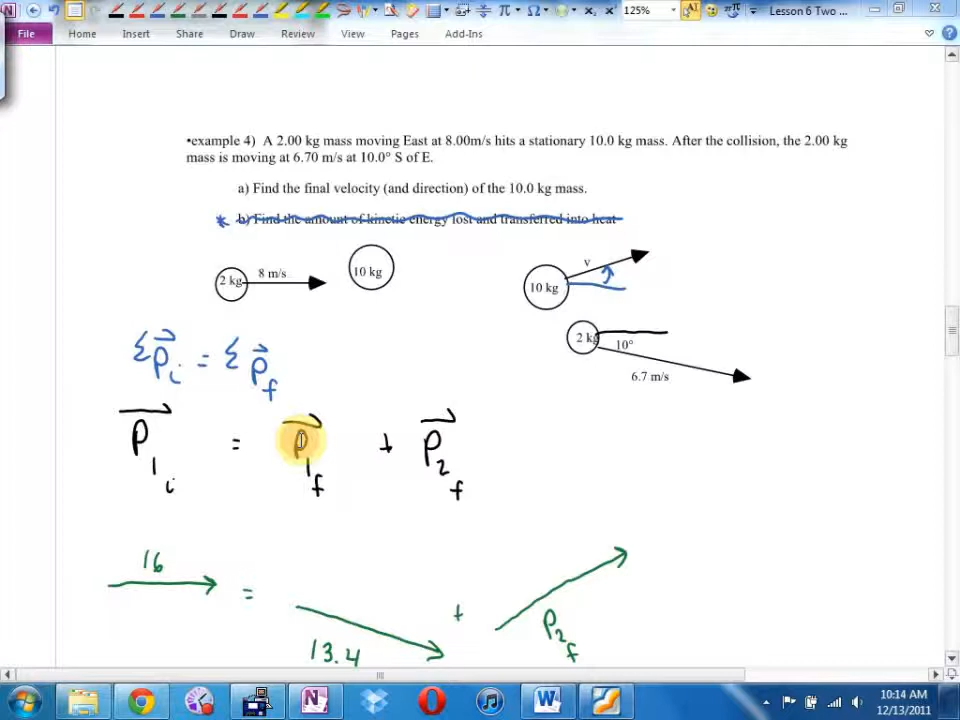 125%
Lesson 6 Two ...
File Home Insert Share Draw Review View Pages Add-Ins
•example 4) A 2.00 kg mass moving East at 8.00m/s hits a stationary 10.0 kg mass. After the collision, the 2.00 kg
mass is moving at 6.70 m/s at 10.0° S of E.
a) Find the final velocity (and direction) of the 10.0 kg mass.
* b) Find the amount of kinetic energy lost and transferred into heat
2 kg 8 m/s 10 kg
v
10 kg
2 kg 10°
6.7 m/s
Σp⃗i = Σp⃗f
P⃗1i = P⃗1f + P⃗2f
16 = 13.4 + P2f
10:14 AM
12/13/2011